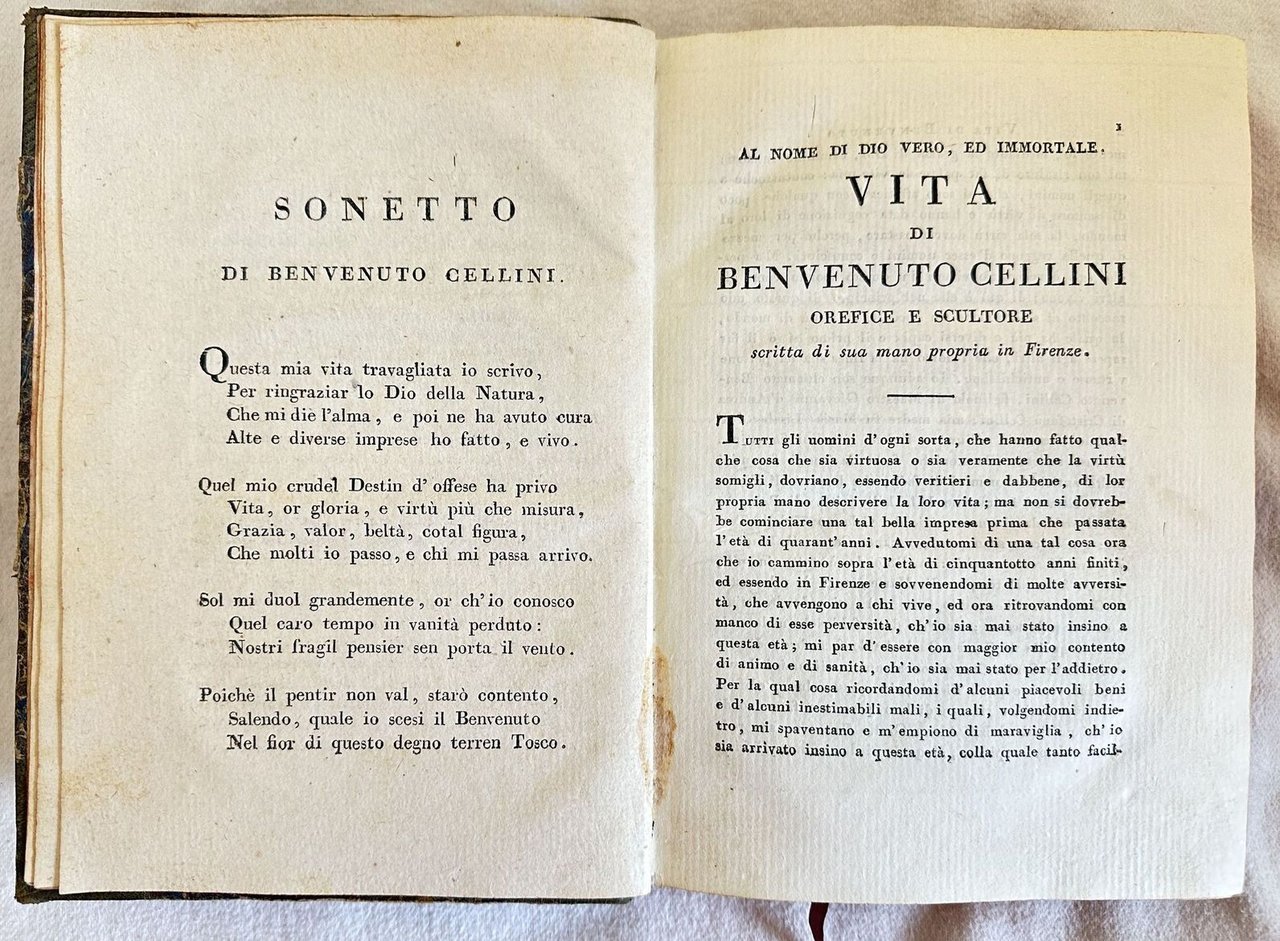 SONETTO
DI BENVENUTO CELLINI.
Questa mia vita travagliata io scrivo,
Per ringraziar lo Dio della Natura,
Che mi diè l'alma, e poi ne ha avuto cura
Alte e diverse imprese ho fatto, e vivo.
Quel mio crudel Destin d' offese ha privo
Vita, or gloria, e virtù più che misura,
Grazia, valor, beltà, cotal figura,
Che molti io passo, e chi mi passa arrivo.
Sol mi duol grandemente, or ch' io conosco
Quel caro tempo in vanità perduto:
Nostri fragil pensier sen porta il vento.
Poichè il pentir non val, starò contento,
Salendo, quale io scesi il Benvenuto
Nel fior di questo degno terren Tosco.
1
AL NOME DI DIO VERO, ED IMMORTALE.
VITA
DI
BENVENUTO CELLINI
OREFICE E SCULTORE
scritta di sua mano propria in Firenze.
TUTTI gli uomini d'ogni sorta, che hanno fatto qual-
che cosa che sia virtuosa o sia veramente che la virtù
somigli, dovriano, essendo veritieri e dabbene, di lor
propria mano descrivere la loro vita; ma non si dovreb-
be cominciare una tal bella impresa prima che passata
l'età di quarant'anni. Avvedutomi di una tal cosa ora
che io cammino sopra l'età di cinquantotto anni finiti,
ed essendo in Firenze e sovvenendomi di molte avversi-
tà, che avvengono a chi vive, ed ora ritrovandomi con
manco di esse perversità, ch'io sia mai stato insino a
questa età; mi par d'essere con maggior mio contento
di animo e di sanità, ch'io sia mai stato per l'addietro.
Per la qual cosa ricordandomi d'alcuni piacevoli beni
e d'alcuni inestimabili mali, i quali, volgendomi indie-
tro, mi spaventano e m'empiono di maraviglia, ch'io
sia arrivato insino a questa età, colla quale tanto facil-